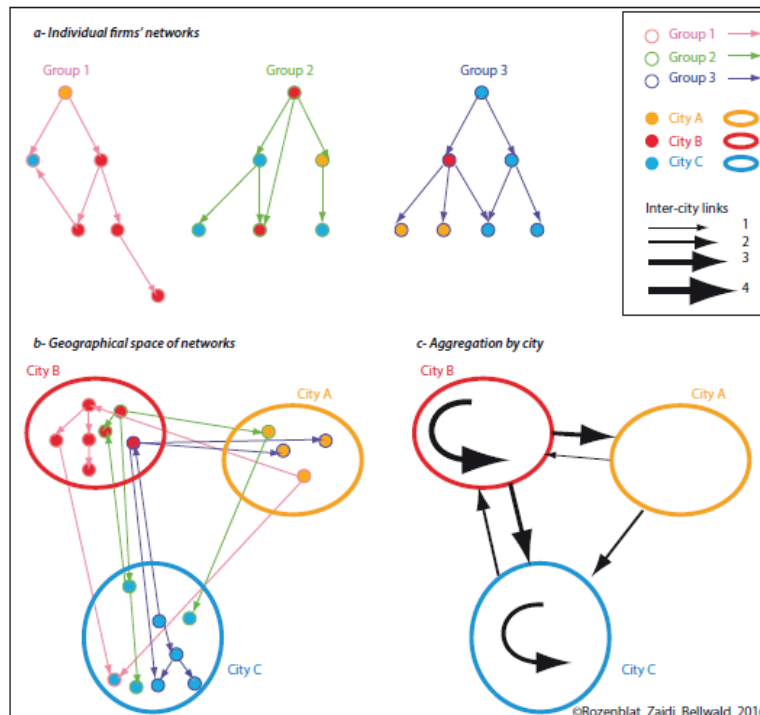 a- Individual firms' networks
Group 1
Group 2
Group 3
Group 1
Group 2
Group 3
City A
City B
City C
Inter-city links
1
2
3
4
b- Geographical space of networks
City B
City A
City C
c- Aggregation by city
City B
City A
City C
©Rozenblat, Zaidi, Bellwald, 2016